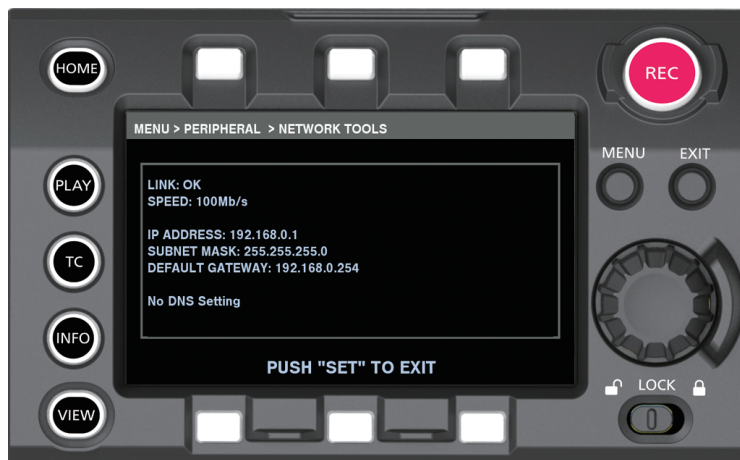 HOME
REC
MENU > PERIPHERAL > NETWORK TOOLS
MENU EXIT
LINK: OK
SPEED: 100Mb/s
PLAY
IP ADDRESS: 192.168.0.1
SUBNET MASK: 255.255.255.0
DEFAULT GATEWAY: 192.168.0.254
TC
No DNS Setting
INFO
PUSH "SET" TO EXIT
LOCK
VIEW